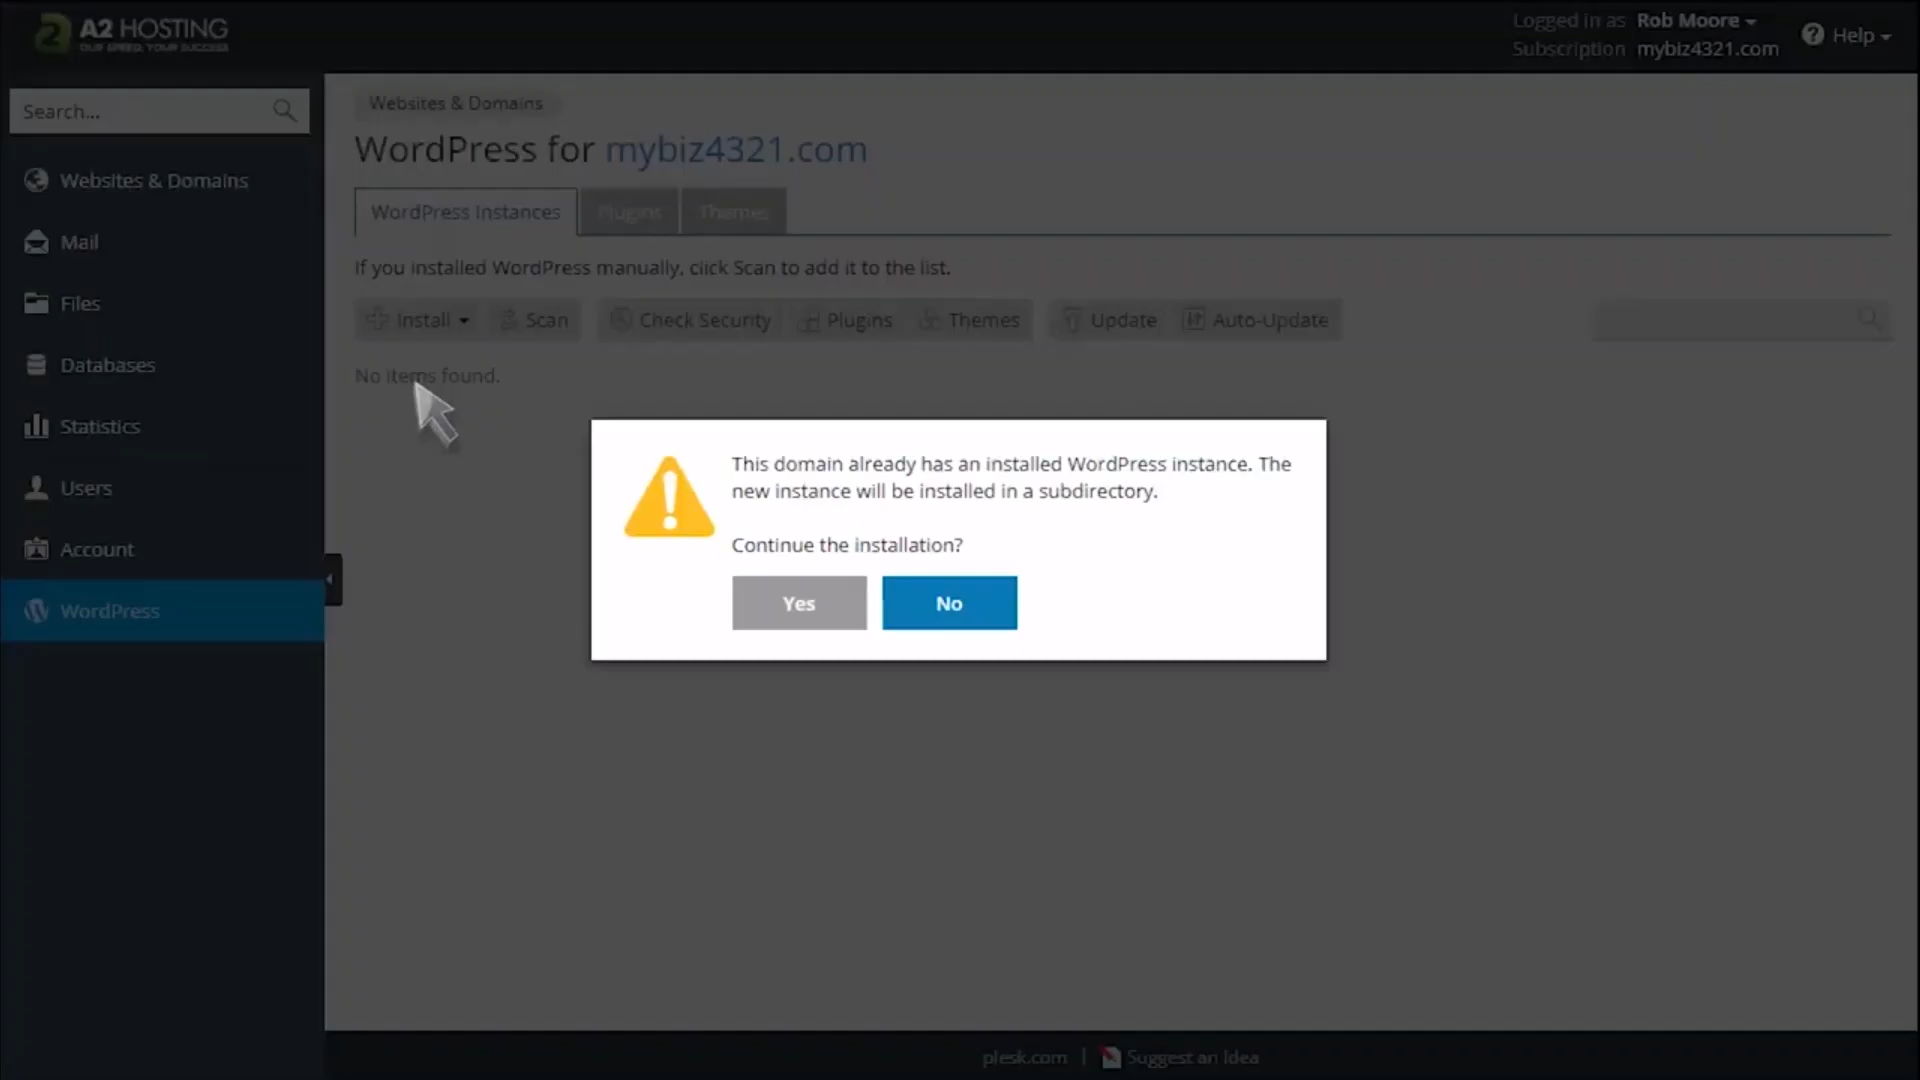 A2 HOSTING
OUR SPEED, YOUR SUCCESS
Logged in as Rob Moore
Subscription mybiz4321.com
Help
Search...
Websites & Domains
Mail
Files
Databases
Statistics
Users
Account
WordPress
Websites & Domains
WordPress for mybiz4321.com
WordPress Instances Plugins Themes
If you installed WordPress manually, click Scan to add it to the list.
Install Scan Check Security Plugins Themes Update Auto-Update
No items found.
This domain already has an installed WordPress instance. The
new instance will be installed in a subdirectory.
Continue the installation?
Yes No
plesk.com | Suggest an Idea